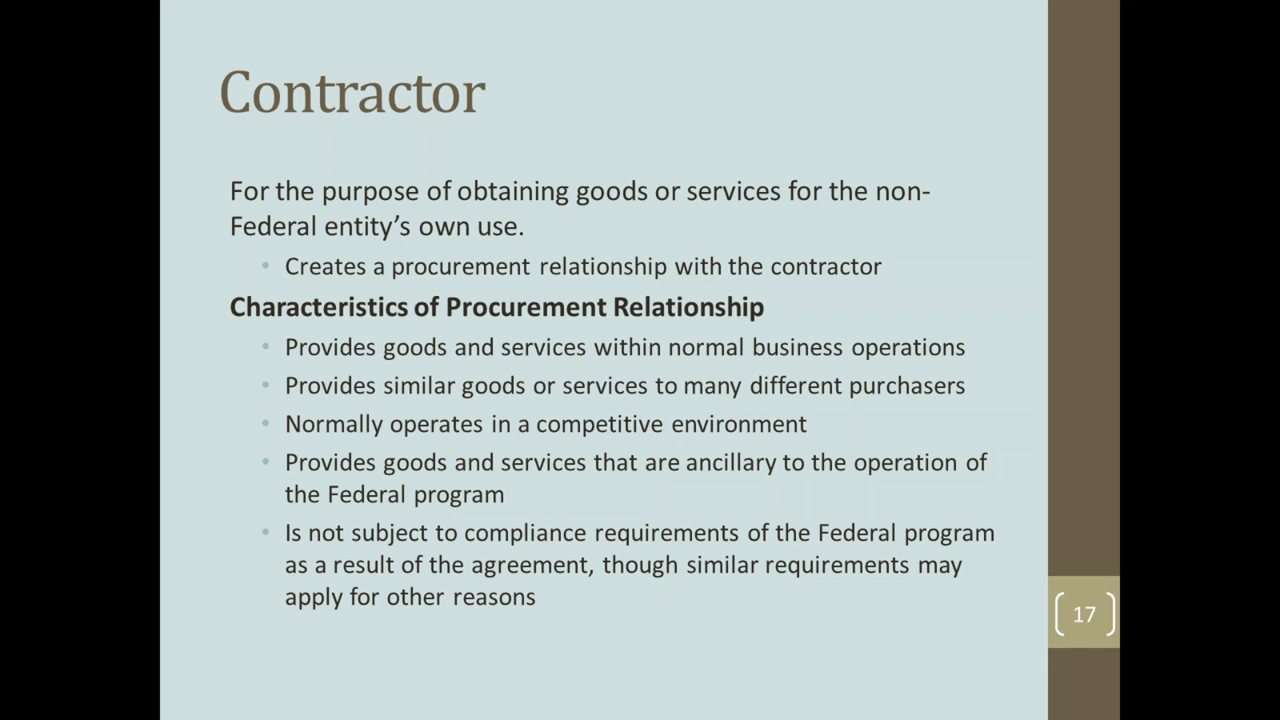 Contractor
For the purpose of obtaining goods or services for the non-
Federal entity’s own use.
• Creates a procurement relationship with the contractor
Characteristics of Procurement Relationship
• Provides goods and services within normal business operations
• Provides similar goods or services to many different purchasers
• Normally operates in a competitive environment
• Provides goods and services that are ancillary to the operation of
the Federal program
• Is not subject to compliance requirements of the Federal program
as a result of the agreement, though similar requirements may
apply for other reasons
17